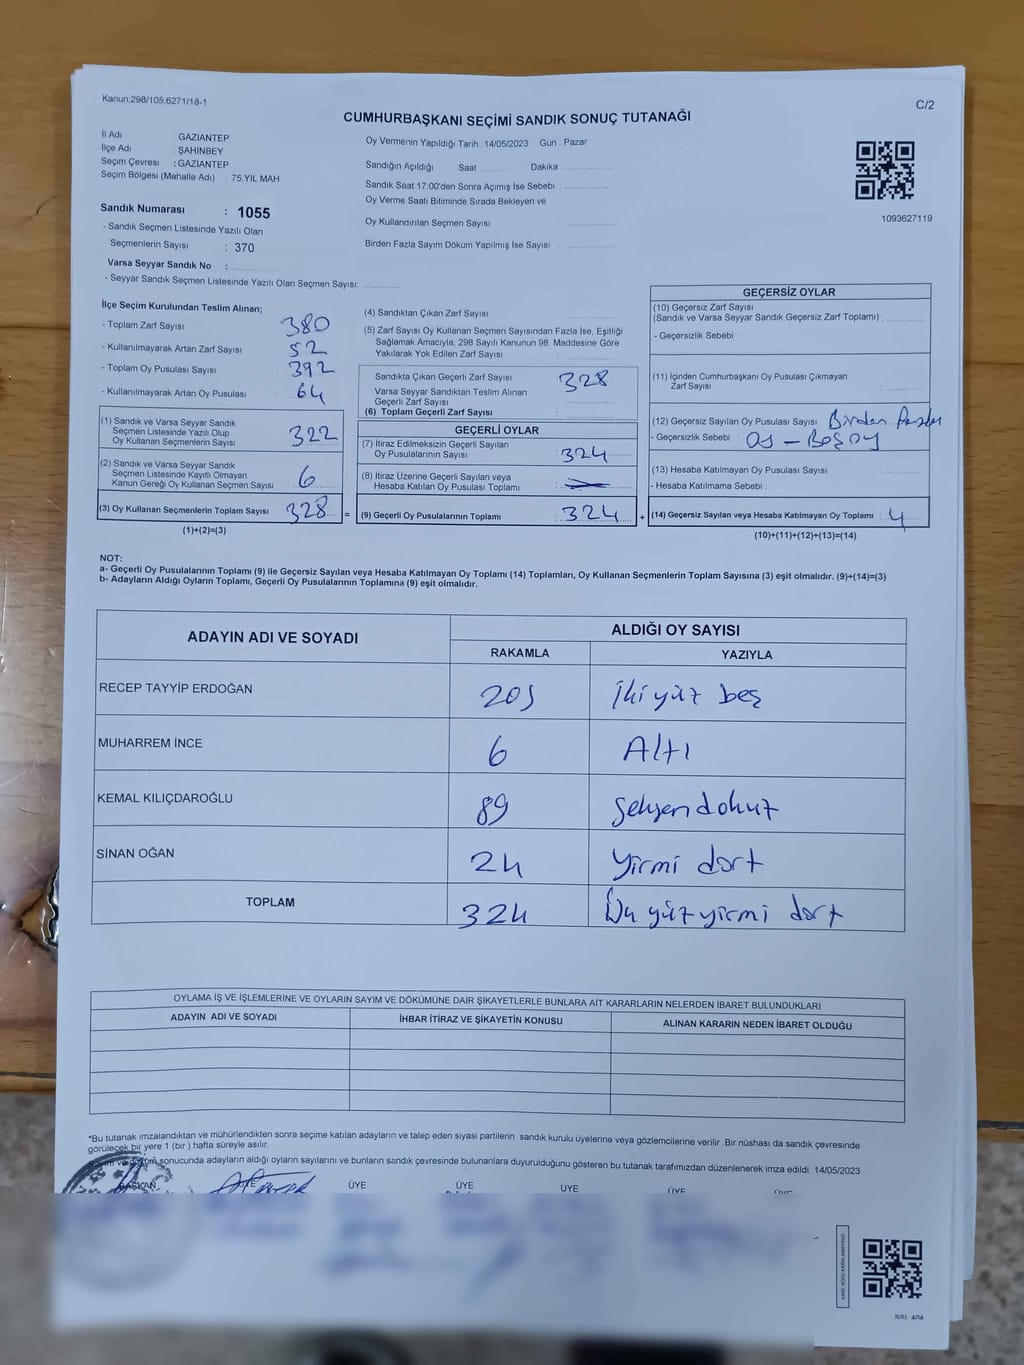 Kanun:298/105,6271/18-1
C/2
CUMHURBAŞKANI SEÇİMİ SANDIK SONUÇ TUTANAĞI
İl Adı : GAZIANTEP
İlçe Adı : ŞAHINBEY
Seçim Çevresi : GAZIANTEP
Seçim Bölgesi (Mahalle Adı) : 75.YIL MAH
Sandık Numarası : 1055
- Sandık Seçmen Listesinde Yazılı Olan
Seçmenlerin Sayısı : 370
Varsa Seyyar Sandık No :
- Seyyar Sandık Seçmen Listesinde Yazılı Olan Seçmen Sayısı:
Oy Vermenin Yapıldığı Tarih :14/05/2023 Gün : Pazar
Sandığın Açıldığı Saat Dakika
Sandık Saat 17:00'den Sonra Açımış İse Sebebi :
Oy Verme Saati Bitiminde Sırada Bekleyen ve
Oy Kullandırılan Seçmen Sayısı
Birden Fazla Sayım Döküm Yapılmış İse Sayısı :
1093627119
İlçe Seçim Kurulundan Teslim Alınan;
- Toplam Zarf Sayısı 380
- Kullanılmayarak Artan Zarf Sayısı 52
- Toplam Oy Pusulası Sayısı 392
- Kullanılmayarak Artan Oy Pusulası 64
(1) Sandık ve Varsa Seyyar Sandık
Seçmen Listesinde Yazılı Olup
Oy Kullanan Seçmenlerin Sayısı 322
(2) Sandık ve Varsa Seyyar Sandık
Seçmen Listesinde Kayıtlı Olmayan
Kanun Gereği Oy Kullanan Seçmen Sayısı 6
(3) Oy Kullanan Seçmenlerin Toplam Sayısı 328 =
(1)+(2)=(3)
(4) Sandıktan Çıkan Zarf Sayısı :
(5) Zarf Sayısı Oy Kullanan Seçmen Sayısından Fazla İse, Eşitliği
Sağlamak Amacıyla, 298 Sayılı Kanunun 98. Maddesine Göre
Yakılarak Yok Edilen Zarf Sayısı :
Sandıkta Çıkan Geçerli Zarf Sayısı : 328
Varsa Seyyar Sandıktan Teslim Alınan
Geçerli Zarf Sayısı :
(6) Toplam Geçerli Zarf Sayısı :
GEÇERLİ OYLAR
(7) İtiraz Edilmeksizin Geçerli Sayılan
Oy Pusulalarının Sayısı : 324
(8) İtiraz Üzerine Geçerli Sayılan veya
Hesaba Katılan Oy Pusulası Toplamı :
(9) Geçerli Oy Pusulalarının Toplamı : 324 +
GEÇERSİZ OYLAR
(10) Geçersiz Zarf Sayısı
(Sandık ve Varsa Seyyar Sandık Geçersiz Zarf Toplamı) :
- Geçersizlik Sebebi :
(11) İçinden Cumhurbaşkanı Oy Pusulası Çıkmayan
Zarf Sayısı :
(12) Geçersiz Sayılan Oy Pusulası Sayısı : Birden Fazla
- Geçersizlik Sebebi : Oy - Boş oy
(13) Hesaba Katılmayan Oy Pusulası Sayısı :
- Hesaba Katılmama Sebebi :
(14) Geçersiz Sayılan veya Hesaba Katılmayan Oy Toplamı : 4
(10)+(11)+(12)+(13)=(14)
NOT:
a- Geçerli Oy Pusulalarının Toplamı (9) ile Geçersiz Sayılan veya Hesaba Katılmayan Oy Toplamı (14) Toplamları, Oy Kullanan Seçmenlerin Toplam Sayısına (3) eşit olmalıdır. (9)+(14)=(3)
b- Adayların Aldığı Oyların Toplamı, Geçerli Oy Pusulalarının Toplamına (9) eşit olmalıdır.
ADAYIN ADI VE SOYADI ALDIĞI OY SAYISI
RAKAMLA YAZIYLA
RECEP TAYYİP ERDOĞAN 205 İkiyüz beş
MUHARREM İNCE 6 Altı
KEMAL KILIÇDAROĞLU 89 Seksendokuz
SİNAN OĞAN 24 yirmi dört
TOPLAM 324 Üçyüzyirmi dört
OYLAMA İŞ VE İŞLEMLERİNE VE OYLARIN SAYIM VE DÖKÜMÜNE DAİR ŞİKAYETLERLE BUNLARA AİT KARARLARIN NELERDEN İBARET BULUNDUKLARI
ADAYIN ADI VE SOYADI İHBAR İTİRAZ VE ŞİKAYETİN KONUSU ALINAN KARARIN NEDEN İBARET OLDUĞU
*Bu tutanak imzalandıktan ve mühürlendikten sonra seçime katılan adayların ve talep eden siyasi partilerin sandık kurulu üyelerine veya gözlemcilerine verilir .Bir nüshası da sandık çevresinde
görülecek bir yere 1 (bir ) hafta süreyle asılır.
Sayım ve döküm sonucunda adayların aldığı oyların sayılarını ve bunların sandık çevresinde bulunanlara duyurulduğunu gösteren bu tutanak tarafımızdan düzenlenerek imza edildi 14/05/2023
BAŞKAN ÜYE ÜYE ÜYE ÜYE ÜYE ÜYE